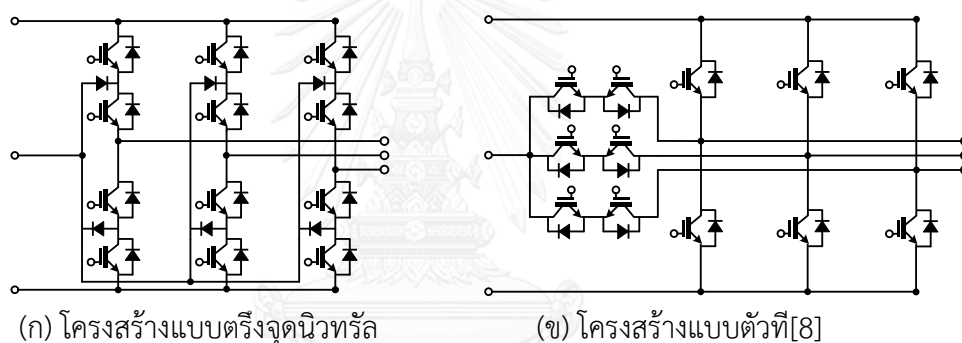 (ก) โครงสร้างแบบตรึงจุดนิวทรัล
(ข) โครงสร้างแบบตัวที[8]